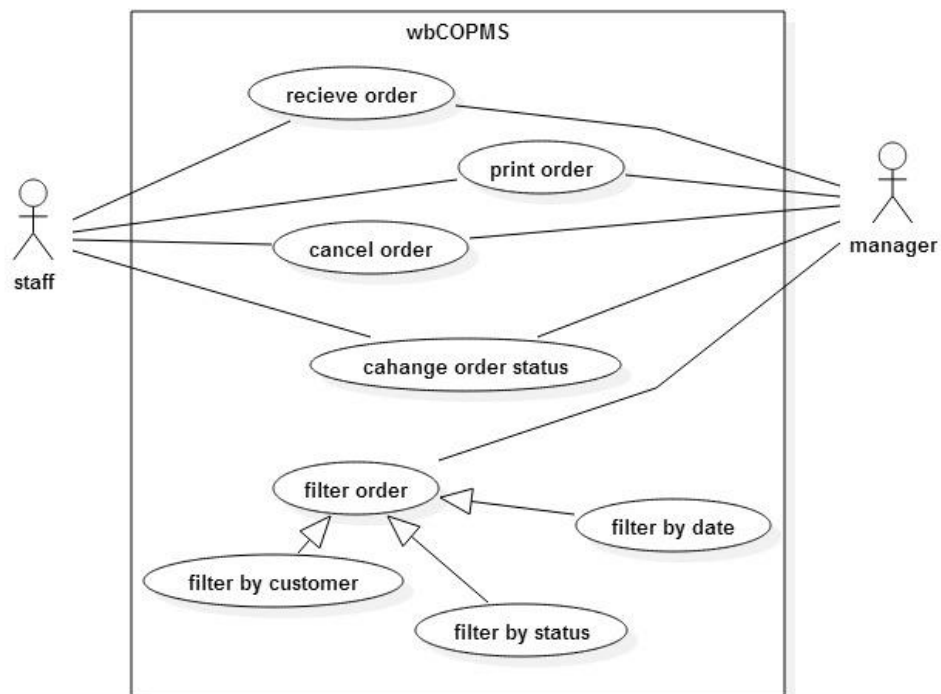 wbCOPMS
recieve order
print order
cancel order
staff
manager
cahange order status
filter order
filter by date
filter by customer
filter by status